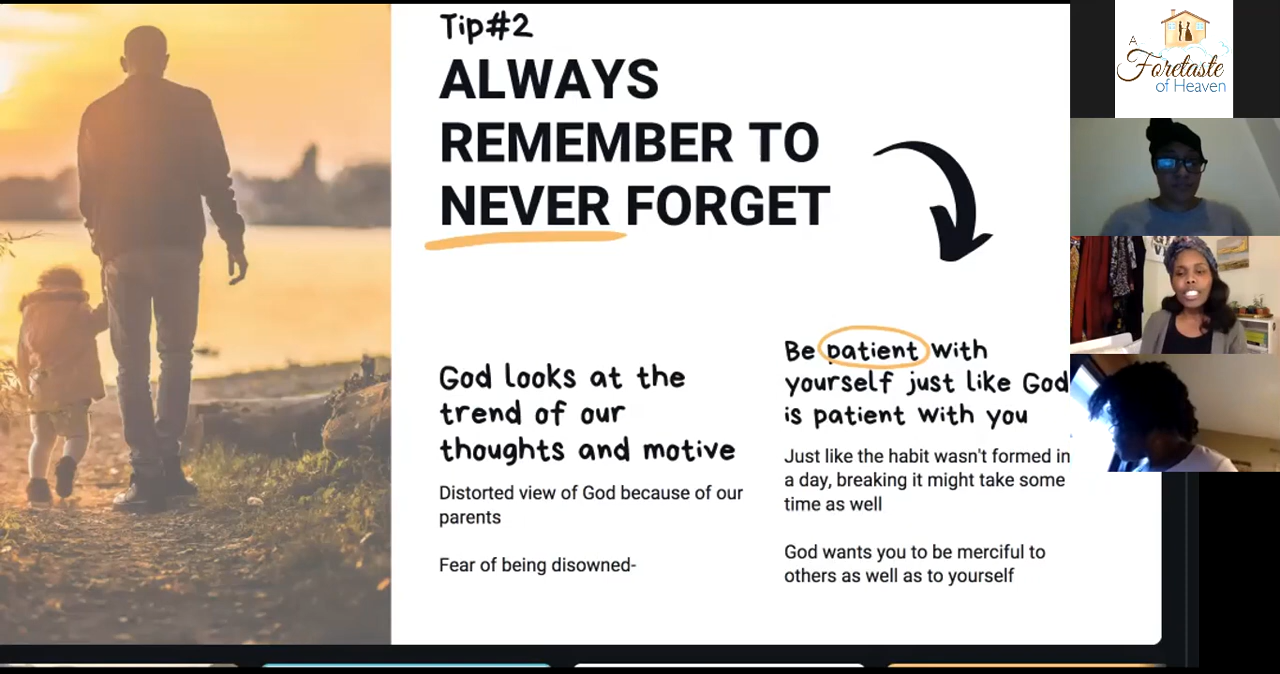 Tip#2
ALWAYS
REMEMBER TO
NEVER FORGET
God looks at the
trend of our
thoughts and motive
Distorted view of God because of our
parents
Fear of being disowned-
Be patient with
yourself just like God
is patient with you
Just like the habit wasn't formed in
a day, breaking it might take some
time as well
God wants you to be merciful to
others as well as to yourself
A
Foretaste
of Heaven